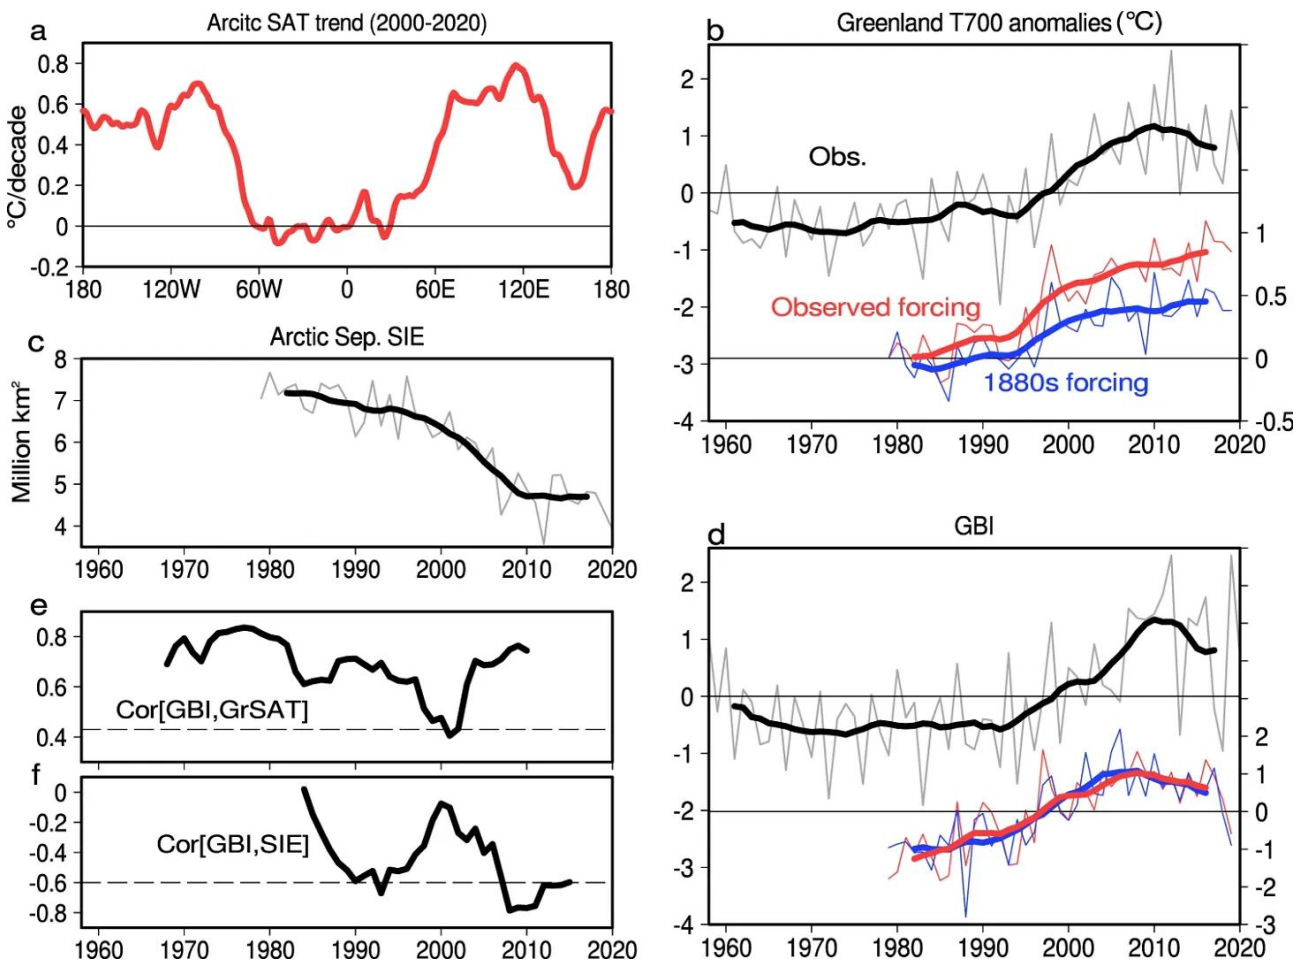 a
Arcitc SAT trend (2000-2020)
°C/decade
0.8
0.6
0.4
0.2
0
-0.2
180 120W 60W 0 60E 120E 180
b
Greenland T700 anomalies (°C)
2
1
0
-1
-2
-3
-4
Obs.
Observed forcing
1880s forcing
1
0.5
0
-0.5
1960 1970 1980 1990 2000 2010 2020
c
Arctic Sep. SIE
Million km²
8
7
6
5
4
1960 1970 1980 1990 2000 2010 2020
d
GBI
2
1
0
-1
-2
-3
-4
2
1
0
-1
-2
-3
1960 1970 1980 1990 2000 2010 2020
e
0.8
0.6
0.4
Cor[GBI,GrSAT]
f
0
-0.2
-0.4
-0.6
-0.8
Cor[GBI,SIE]
1960 1970 1980 1990 2000 2010 2020